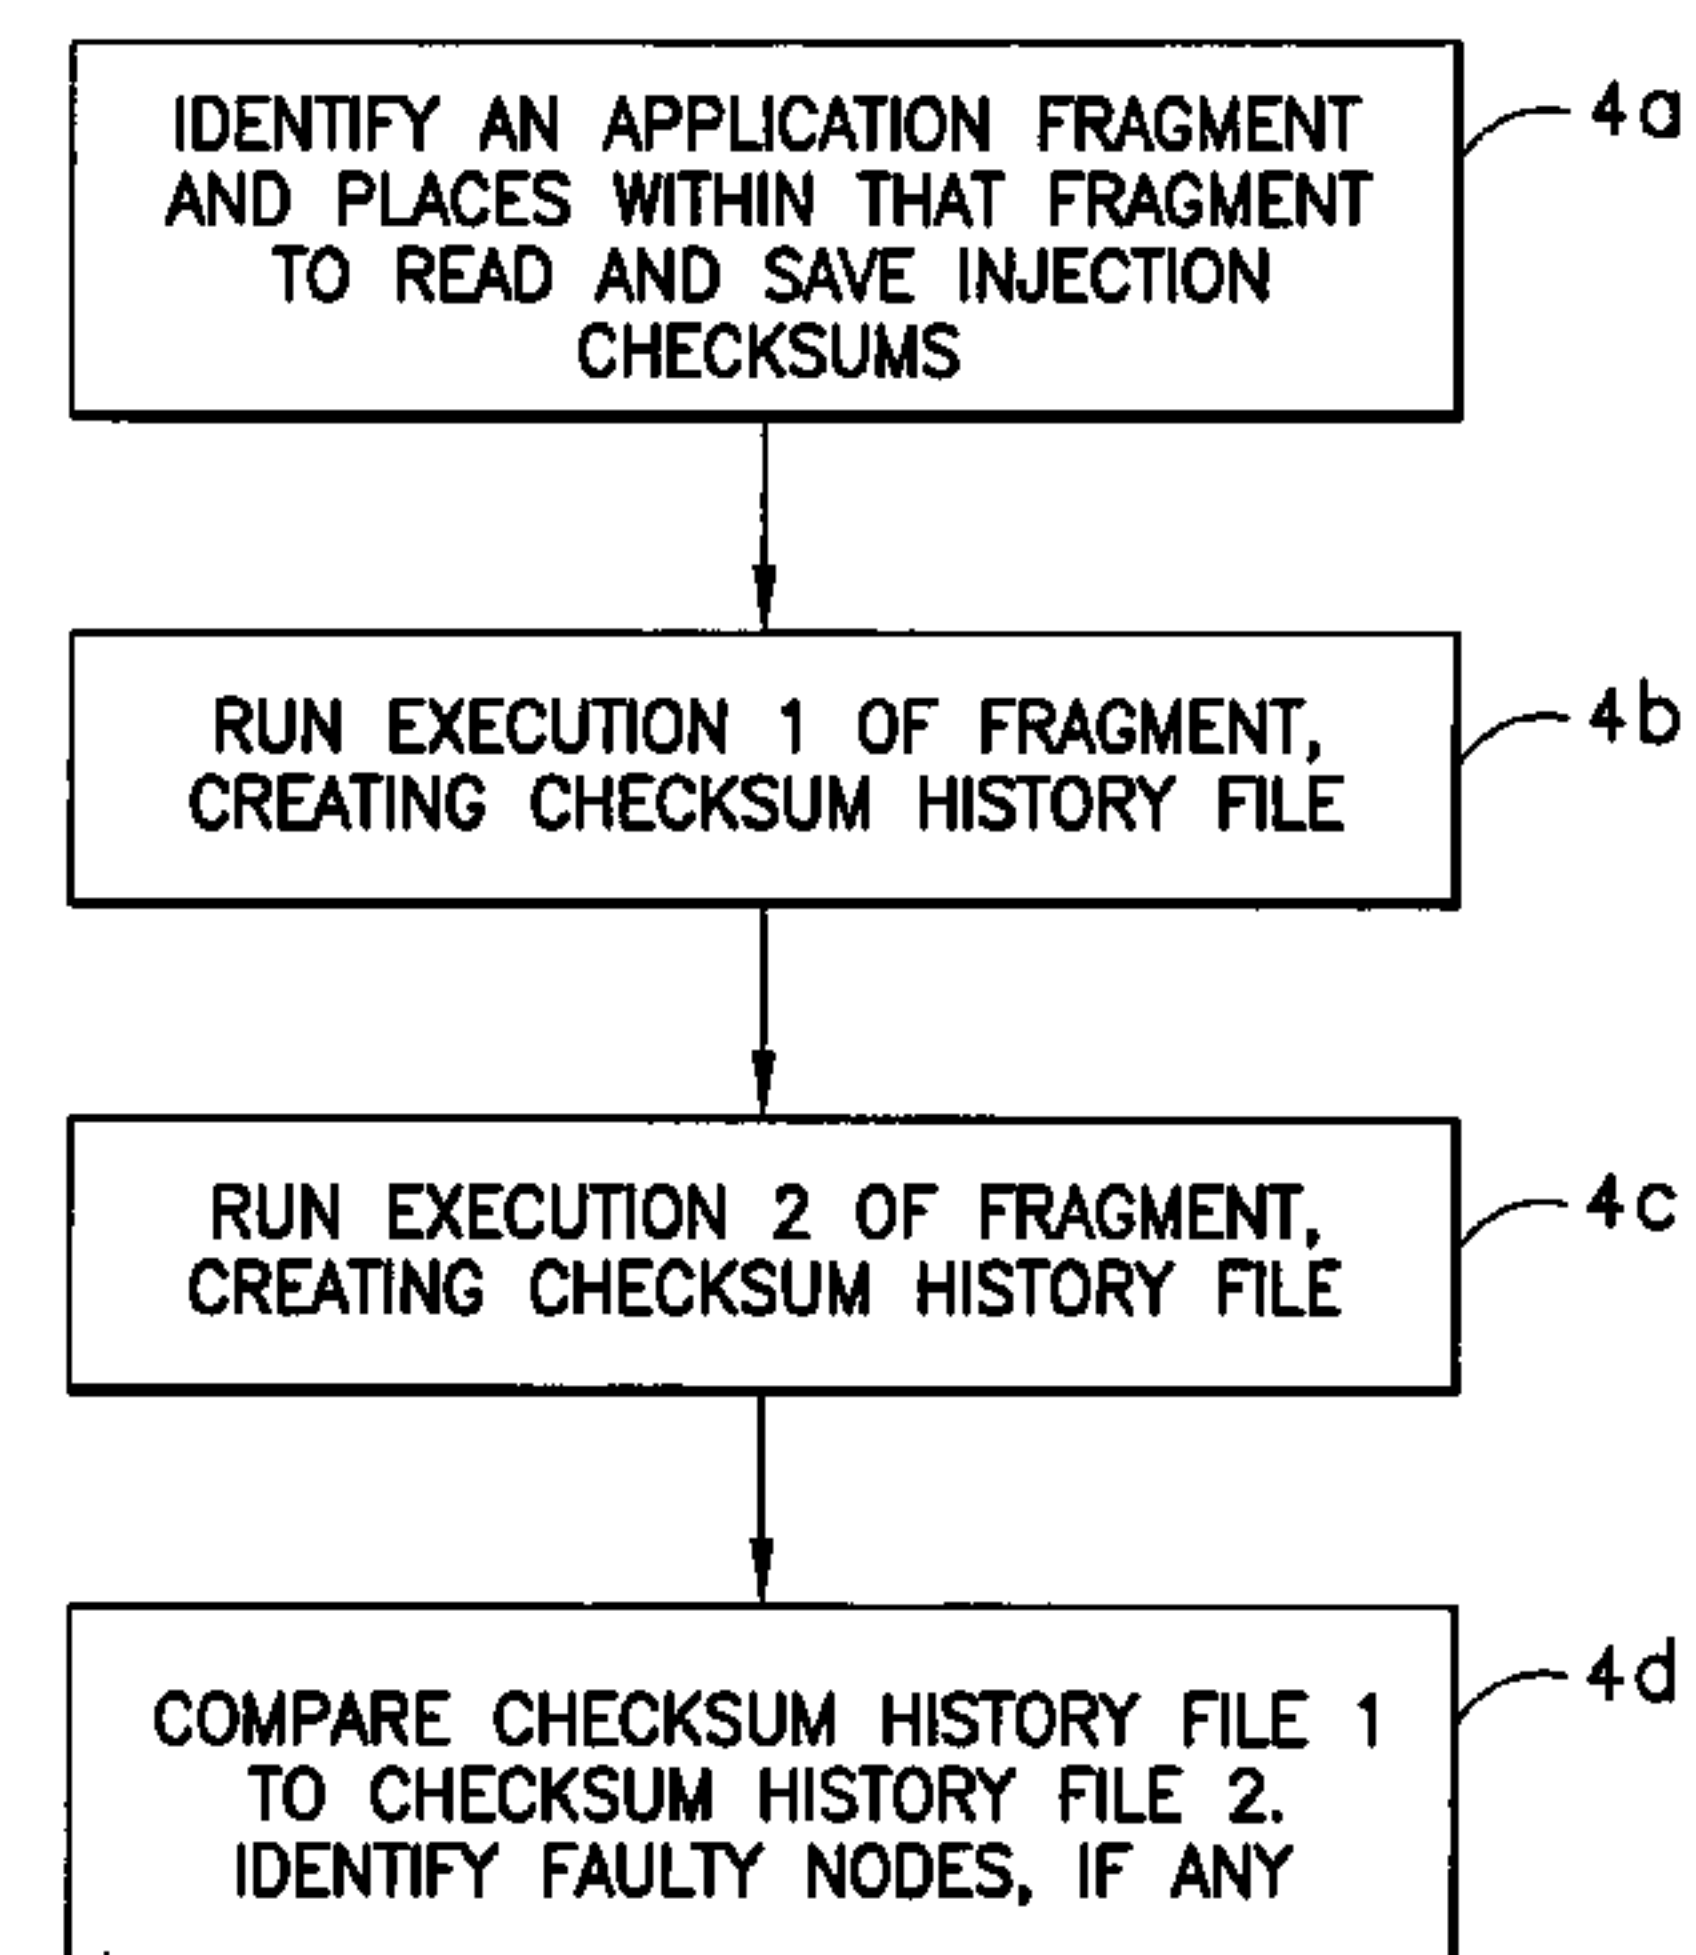 IDENTIFY AN APPLICATION FRAGMENT
AND PLACES WITHIN THAT FRAGMENT
TO READ AND SAVE INJECTION
CHECKSUMS
4a
RUN EXECUTION 1 OF FRAGMENT,
CREATING CHECKSUM HISTORY FILE
4b
RUN EXECUTION 2 OF FRAGMENT,
CREATING CHECKSUM HISTORY FILE
4c
COMPARE CHECKSUM HISTORY FILE 1
TO CHECKSUM HISTORY FILE 2.
IDENTIFY FAULTY NODES, IF ANY
4d